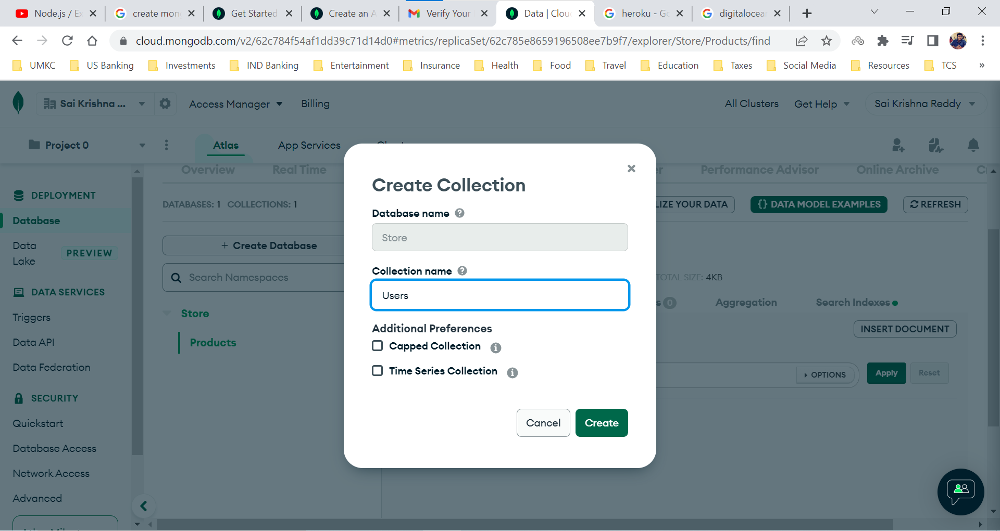 Node.js / Ex
create mon
Get Started
Create an A
Verify Your
Data | Clou
heroku - Go
digitalocea
cloud.mongodb.com/v2/62c784f54af1dd39c71d14d0#metrics/replicaSet/62c785e8659196508ee7b9f7/explorer/Store/Products/find
UMKC
US Banking
Investments
IND Banking
Entertainment
Insurance
Health
Food
Travel
Education
Taxes
Social Media
Resources
TCS
»
Sai Krishna ...
Access Manager
Billing
All Clusters
Get Help
Sai Krishna Reddy
Project 0
Atlas
App Services
Overview
Real Time
Performance Advisor
Online Archive
DATABASES: 1 COLLECTIONS: 1
LIZE YOUR DATA
{} DATA MODEL EXAMPLES
REFRESH
+ Create Database
Search Namespaces
Store
Products
DEPLOYMENT
Database
Data
Lake
PREVIEW
DATA SERVICES
Triggers
Data API
Data Federation
SECURITY
Quickstart
Database Access
Network Access
Advanced
Create Collection
Database name
Store
Collection name
Users
Additional Preferences
Capped Collection
Time Series Collection
Cancel
Create
TOTAL SIZE: 4KB
s 0
Aggregation
Search Indexes
INSERT DOCUMENT
OPTIONS
Apply
Reset